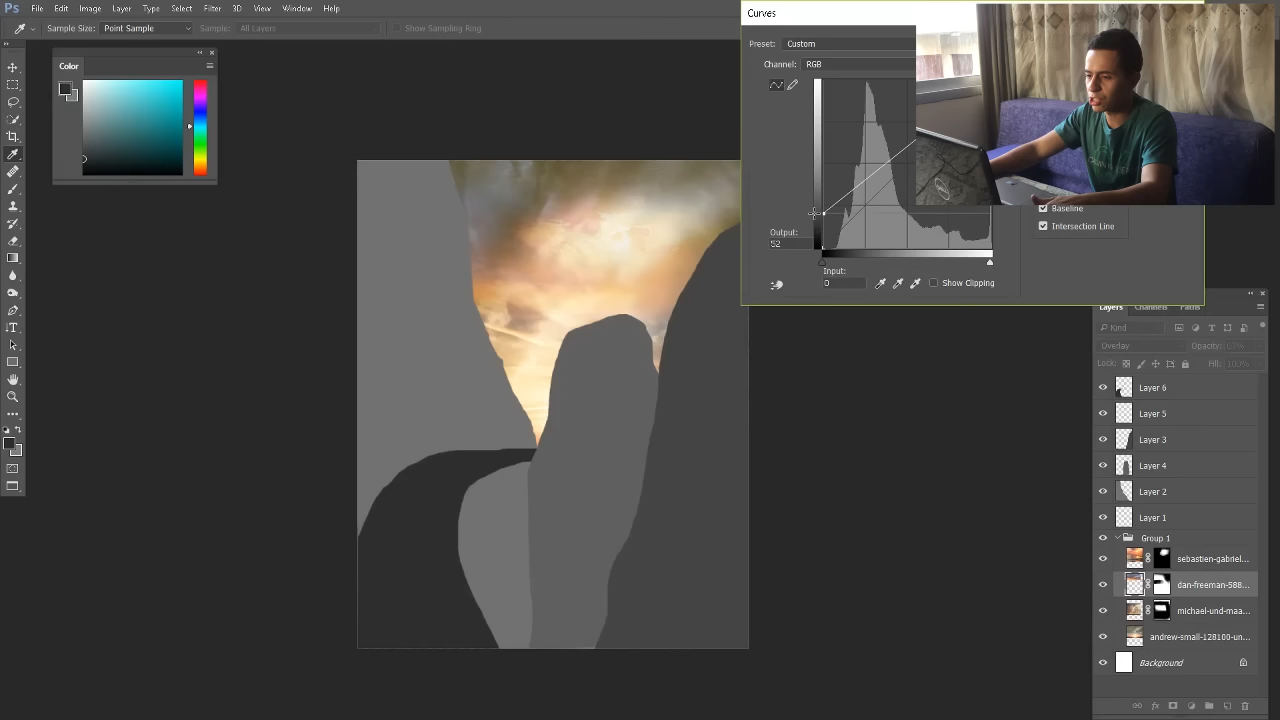 Ps File Edit Image Layer Type Select Filter 3D View Window Help
Sample Size: Point Sample Sample: All Layers Show Sampling Ring
Color
Curves
Preset: Custom
Channel: RGB
Output:
52
Input:
0
Show Clipping
Baseline
Intersection Line
Layers Channels Paths
Kind
Overlay Opacity:
Lock: Fill: 100%
Layer 6
Layer 5
Layer 3
Layer 4
Layer 2
Layer 1
Group 1
sebastien-gabriel...
dan-freeman-588...
michael-und-maa...
andrew-small-128100-un...
Background